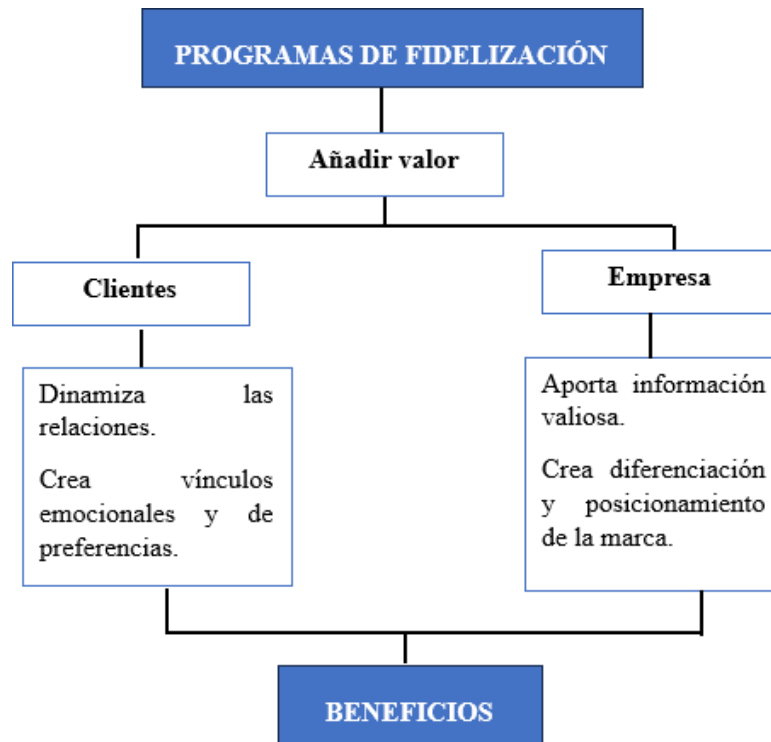 PROGRAMAS DE FIDELIZACIÓN
Añadir valor
Clientes
Empresa
Dinamiza las
relaciones.
Crea vínculos
emocionales y de
preferencias.
Aporta información
valiosa.
Crea diferenciación
y posicionamiento
de la marca.
BENEFICIOS